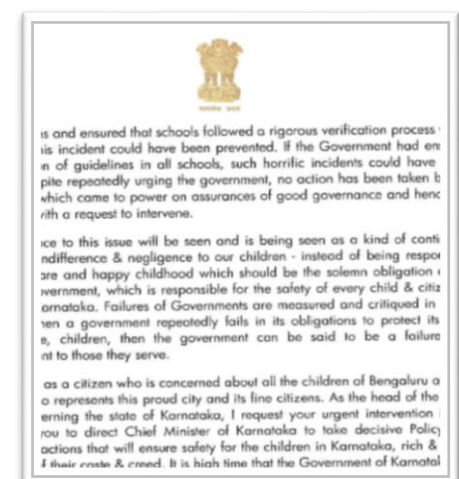 is and ensured that schools followed a rigorous verification process
is incident could have been prevented. If the Government had
n of guidelines in all schools, such horrific incidents could have
pite repeatedly urging the government, no action has been taken
which came to power on assurances of good governance and
ith a request to intervene.
ce to this issue will be seen and is being seen as a kind of
ndifference & negligence to our children - instead of being
are and happy childhood which should be the solemn obligation
vernment, which is responsible for the safety of every child &
arnataka. Failures of Governments are measured and critiqued in
hen a government repeatedly fails in its obligations to protect its
e, children, then the government can be said to be a failure
nt to those they serve.
as a citizen who is concerned about all the children of Bengaluru a
o represents this proud city and its fine citizens. As the head of the
erning the state of Karnataka, I request your urgent intervention
you to direct Chief Minister of Karnataka to take decisive Policy
actions that will ensure safety for the children in Karnataka, rich &
f their caste & creed. It is high time that the Government of